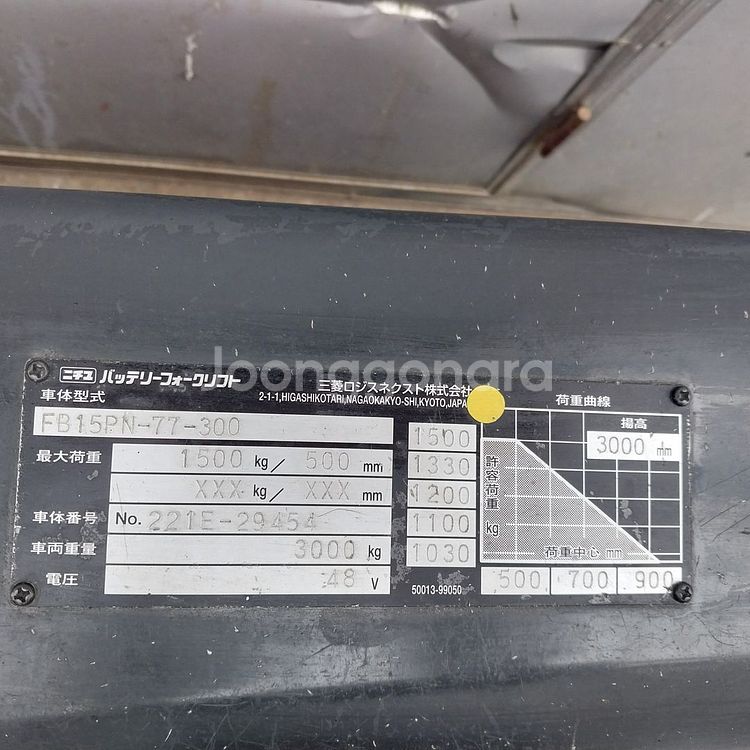 ニチユ バッテリーフォークリフト 三菱ロジスネクスト株式会社
2-1-1,HIGASHIKOTARI,NAGAOKAKYO-SHI,KYOTO,JAPA
車体型式
FB15PN-77-300
最大荷重 1500 kg/ 500 mm
XXX kg/ XXX mm
車体番号 No. 221E-29454
車両重量 3000 kg
電圧 48 V
1500
1330
1200
1100
1030
50013-99050
荷重曲線
揚高
3000 mm
許容荷重 kg
荷重中心 mm
500 700 900
loonggongra